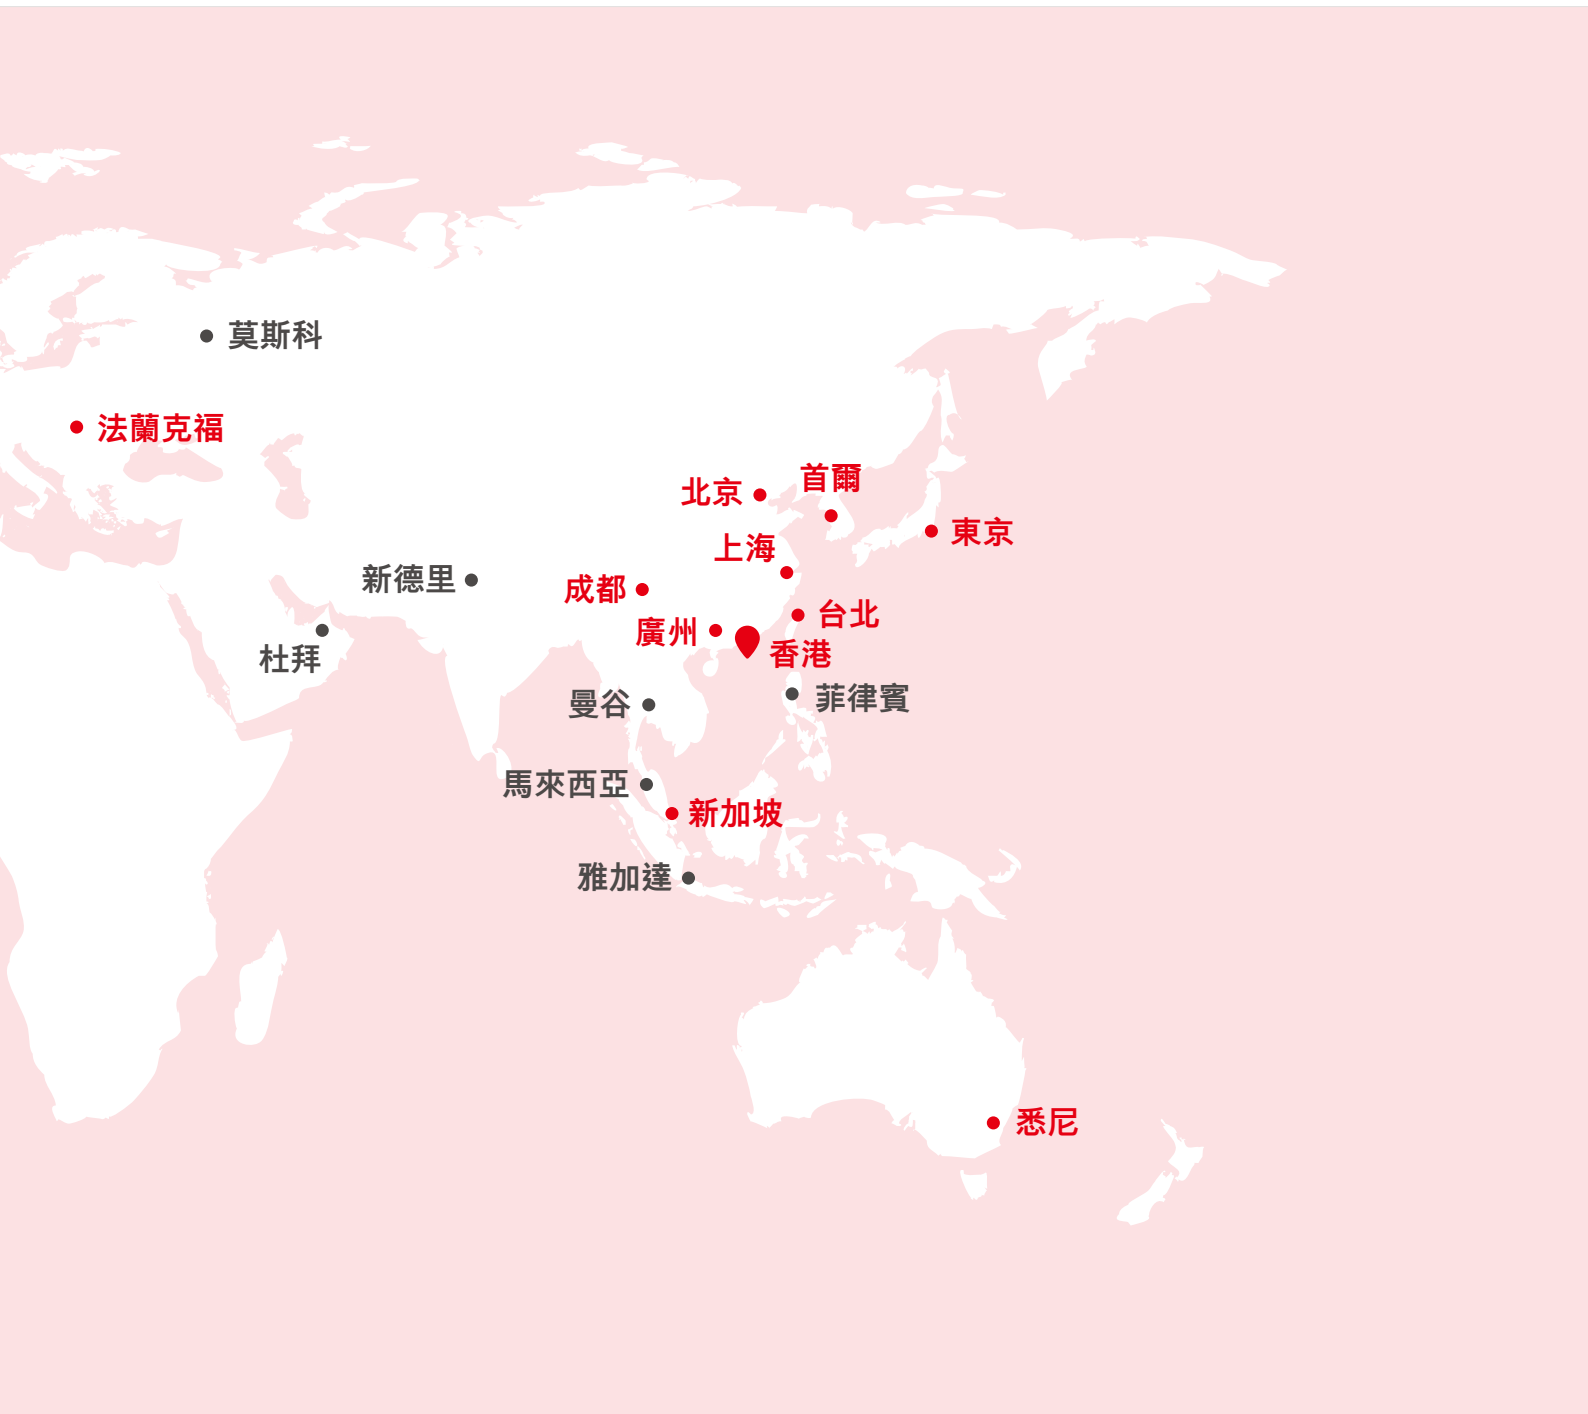 莫斯科
法蘭克福
首爾
北京
東京
上海
新德里
成都
台北
廣州
香港
杜拜
菲律賓
曼谷
馬來西亞
新加坡
雅加達
悉尼